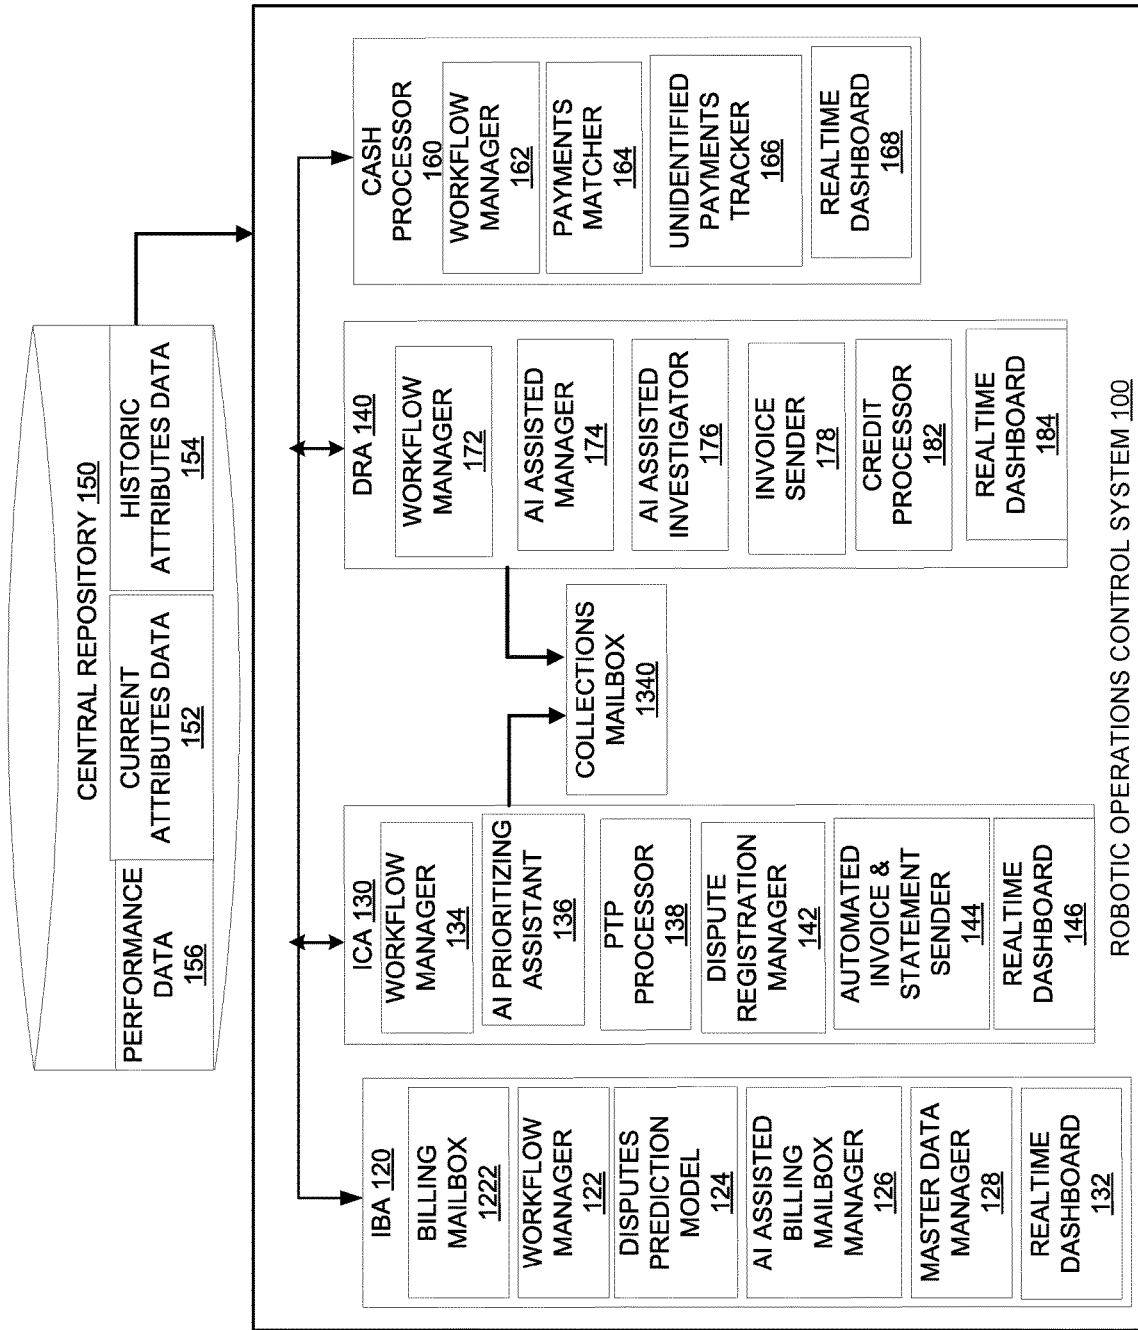 CENTRAL REPOSITORY 150
PERFORMANCE
DATA
156
CURRENT
ATTRIBUTES DATA
152
HISTORIC
ATTRIBUTES DATA
154
IBA 120
BILLING
MAILBOX
1222
WORKFLOW
MANAGER
122
DISPUTES
PREDICTION
MODEL
124
AI ASSISTED
BILLING
MAILBOX
MANAGER
126
MASTER DATA
MANAGER
128
REALTIME
DASHBOARD
132
ICA 130
WORKFLOW
MANAGER
134
AI PRIORITIZING
ASSISTANT
136
PTP
PROCESSOR
138
DISPUTE
REGISTRATION
MANAGER
142
AUTOMATED
INVOICE &
STATEMENT
SENDER
144
REALTIME
DASHBOARD
146
COLLECTIONS
MAILBOX
1340
DRA 140
WORKFLOW
MANAGER
172
AI ASSISTED
MANAGER
174
AI ASSISTED
INVESTIGATOR
176
INVOICE
SENDER
178
CREDIT
PROCESSOR
182
REALTIME
DASHBOARD
184
CASH
PROCESSOR
160
WORKFLOW
MANAGER
162
PAYMENTS
MATCHER
164
UNIDENTIFIED
PAYMENTS
TRACKER
166
REALTIME
DASHBOARD
168
ROBOTIC OPERATIONS CONTROL SYSTEM 100